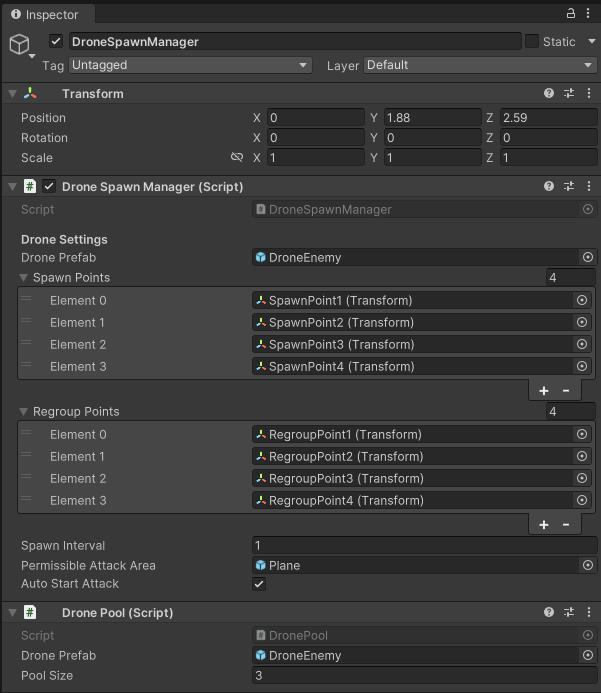 Inspector
DroneSpawnManager Static
Tag Untagged Layer Default
Transform
Position X 0 Y 1.88 Z 2.59
Rotation X 0 Y 0 Z 0
Scale X 1 Y 1 Z 1
# Drone Spawn Manager (Script)
Script # DroneSpawnManager
Drone Settings
Drone Prefab DroneEnemy
Spawn Points 4
Element 0 SpawnPoint1 (Transform)
Element 1 SpawnPoint2 (Transform)
Element 2 SpawnPoint3 (Transform)
Element 3 SpawnPoint4 (Transform)
+ -
Regroup Points 4
Element 0 RegroupPoint1 (Transform)
Element 1 RegroupPoint2 (Transform)
Element 2 RegroupPoint3 (Transform)
Element 3 RegroupPoint4 (Transform)
+ -
Spawn Interval 1
Permissible Attack Area Plane
Auto Start Attack
# Drone Pool (Script)
Script # DronePool
Drone Prefab DroneEnemy
Pool Size 3